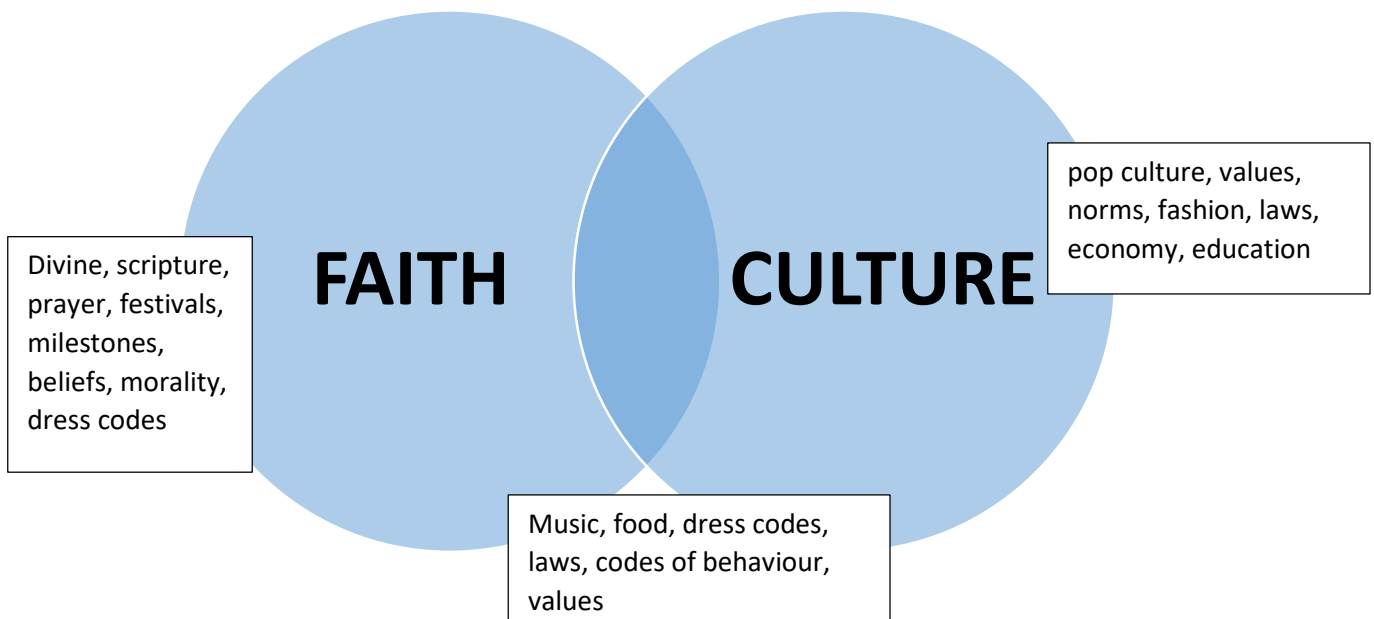 FAITH
CULTURE
Divine, scripture,
prayer, festivals,
milestones,
beliefs, morality,
dress codes
pop culture, values,
norms, fashion, laws,
economy, education
Music, food, dress codes,
laws, codes of behaviour,
values